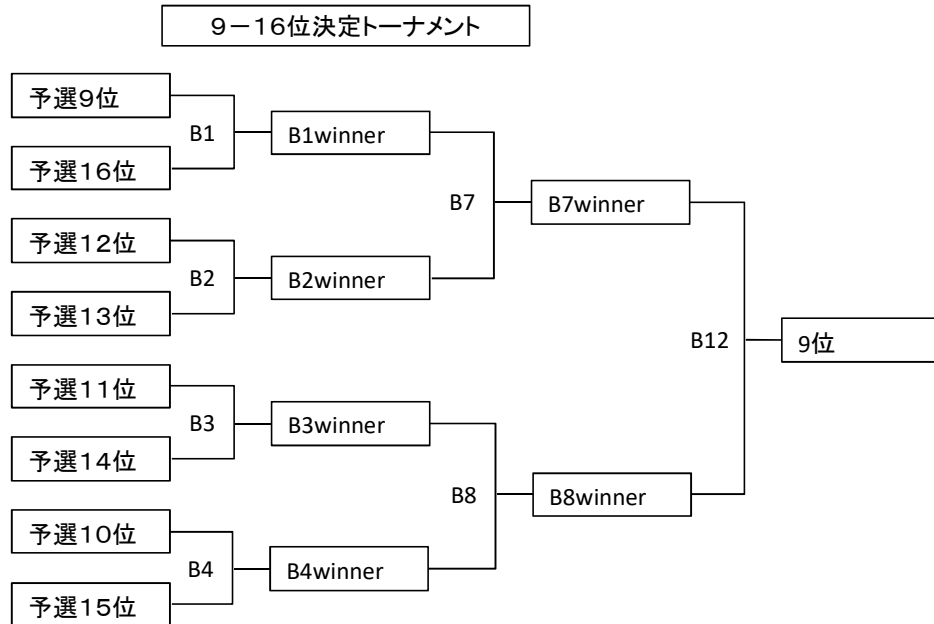 ９－１６位決定トーナメント
予選９位
B1
B1winner
予選１６位
B7
B7winner
予選１２位
B2
B2winner
予選１３位
B12
9位
予選１１位
B3
B3winner
予選１４位
B8
B8winner
予選１０位
B4
B4winner
予選１５位